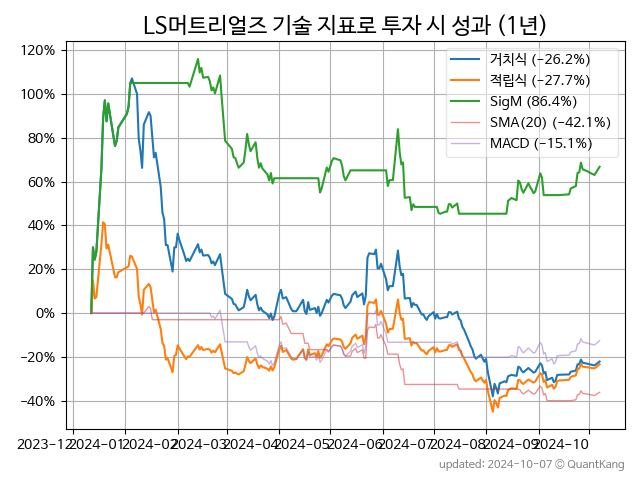 LS머트리얼즈 기술 지표로 투자 시 성과 (1년)
120%
100%
80%
60%
40%
20%
0%
−20%
−40%
거치식 (−26.2%)
적립식 (−27.7%)
SigM (86.4%)
SMA(20) (−42.1%)
MACD (−15.1%)
2023-12 2024-01 2024-02 2024-03 2024-04 2024-05 2024-06 2024-07 2024-08 2024-09 2024-10
updated: 2024-10-07 © QuantKang